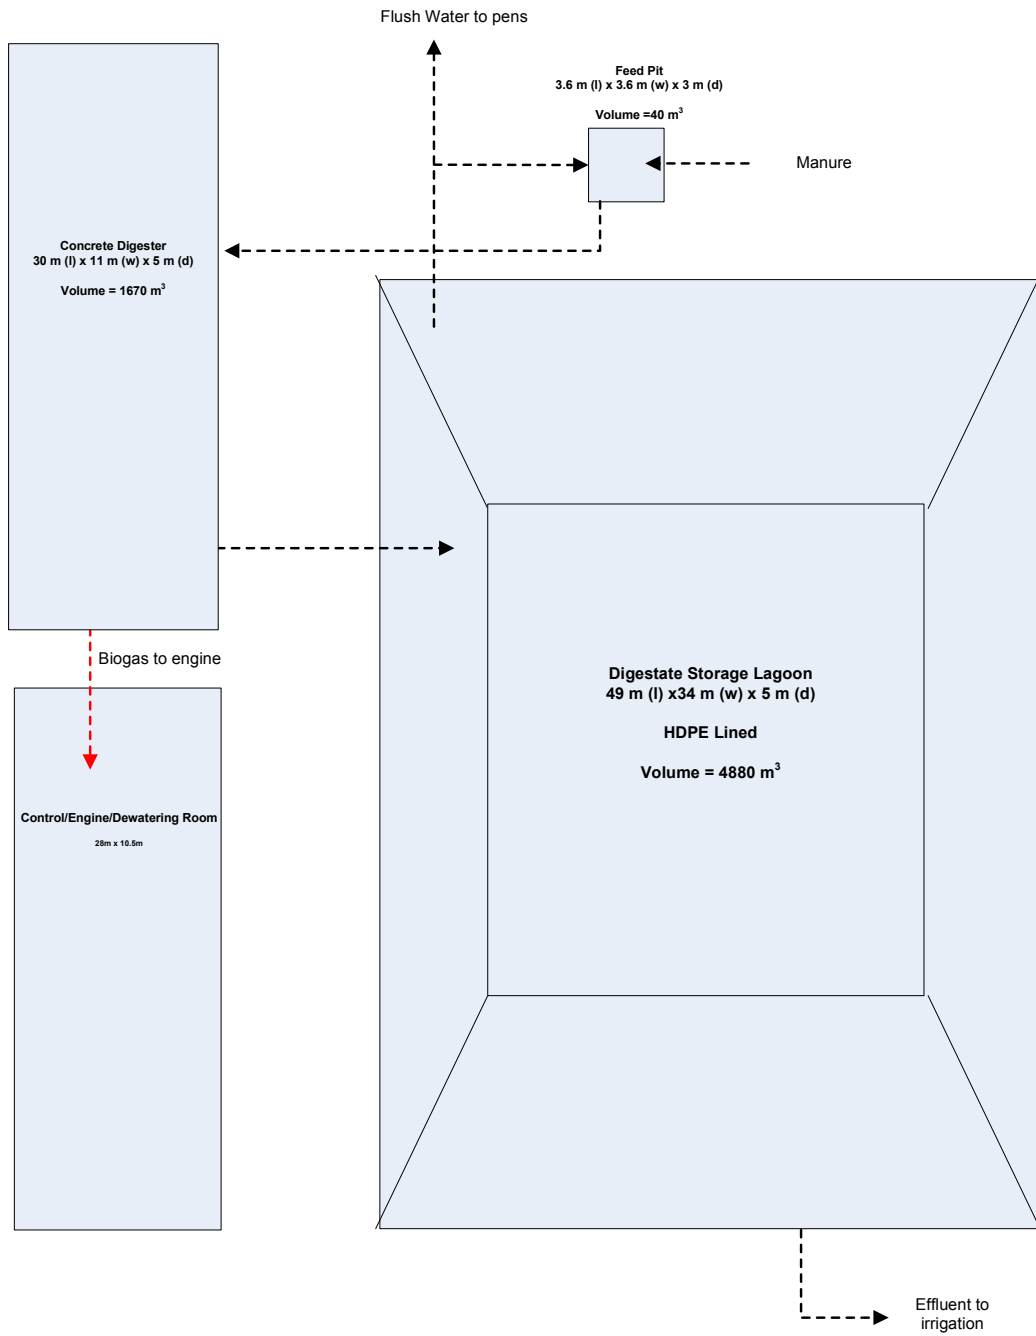 Flush Water to pens
Feed Pit
3.6 m (l) x 3.6 m (w) x 3 m (d)
Volume =40 m³
Manure
Concrete Digester
30 m (l) x 11 m (w) x 5 m (d)
Volume = 1670 m³
Biogas to engine
Digestate Storage Lagoon
49 m (l) x34 m (w) x 5 m (d)
HDPE Lined
Volume = 4880 m³
Control/Engine/Dewatering Room
28m x 10.5m
Effluent to
irrigation